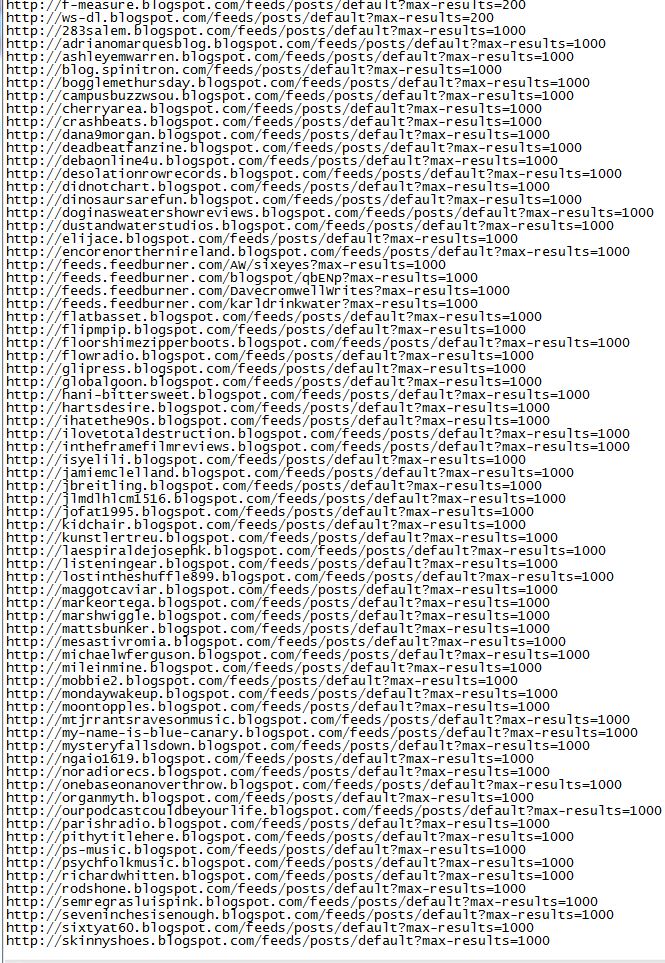 http://f-measure.blogspot.com/feeds/posts/default?max-results=200
http://ws-dl.blogspot.com/feeds/posts/default?max-results=200
http://283salem.blogspot.com/feeds/posts/default?max-results=1000
http://adrianomarquesblog.blogspot.com/feeds/posts/default?max-results=1000
http://ashleyemwarren.blogspot.com/feeds/posts/default?max-results=1000
http://blog.spinitron.com/feeds/posts/default?max-results=1000
http://bogglemethursday.blogspot.com/feeds/posts/default?max-results=1000
http://campusbuzzwsou.blogspot.com/feeds/posts/default?max-results=1000
http://cherryarea.blogspot.com/feeds/posts/default?max-results=1000
http://crashbeats.blogspot.com/feeds/posts/default?max-results=1000
http://dana9morgan.blogspot.com/feeds/posts/default?max-results=1000
http://deadbeatfanzine.blogspot.com/feeds/posts/default?max-results=1000
http://debaonline4u.blogspot.com/feeds/posts/default?max-results=1000
http://desolationrowrecords.blogspot.com/feeds/posts/default?max-results=1000
http://didnotchart.blogspot.com/feeds/posts/default?max-results=1000
http://dinosaursarefun.blogspot.com/feeds/posts/default?max-results=1000
http://doginasweatershowreviews.blogspot.com/feeds/posts/default?max-results=1000
http://dustandwaterstudios.blogspot.com/feeds/posts/default?max-results=1000
http://elijace.blogspot.com/feeds/posts/default?max-results=1000
http://encorenorthernireland.blogspot.com/feeds/posts/default?max-results=1000
http://feeds.feedburner.com/AW/sixeyes?max-results=1000
http://feeds.feedburner.com/blogspot/qbENp?max-results=1000
http://feeds.feedburner.com/DavecromwellWrites?max-results=1000
http://feeds.feedburner.com/karldrinkwater?max-results=1000
http://flatbasset.blogspot.com/feeds/posts/default?max-results=1000
http://flipmpip.blogspot.com/feeds/posts/default?max-results=1000
http://floorshimezipperboots.blogspot.com/feeds/posts/default?max-results=1000
http://flowradio.blogspot.com/feeds/posts/default?max-results=1000
http://glipress.blogspot.com/feeds/posts/default?max-results=1000
http://globalgoon.blogspot.com/feeds/posts/default?max-results=1000
http://hani-bittersweet.blogspot.com/feeds/posts/default?max-results=1000
http://hartsdesire.blogspot.com/feeds/posts/default?max-results=1000
http://ihatethe90s.blogspot.com/feeds/posts/default?max-results=1000
http://ilovetotaldestruction.blogspot.com/feeds/posts/default?max-results=1000
http://intheframefilmreviews.blogspot.com/feeds/posts/default?max-results=1000
http://isyelili.blogspot.com/feeds/posts/default?max-results=1000
http://jamiemclelland.blogspot.com/feeds/posts/default?max-results=1000
http://jbreitling.blogspot.com/feeds/posts/default?max-results=1000
http://jlmdlhlcm1516.blogspot.com/feeds/posts/default?max-results=1000
http://jofat1995.blogspot.com/feeds/posts/default?max-results=1000
http://kidchair.blogspot.com/feeds/posts/default?max-results=1000
http://kunstlertreu.blogspot.com/feeds/posts/default?max-results=1000
http://laespiraldejosephk.blogspot.com/feeds/posts/default?max-results=1000
http://listeningear.blogspot.com/feeds/posts/default?max-results=1000
http://lostintheshuffle899.blogspot.com/feeds/posts/default?max-results=1000
http://maggotcaviar.blogspot.com/feeds/posts/default?max-results=1000
http://markeortega.blogspot.com/feeds/posts/default?max-results=1000
http://marshwiggle.blogspot.com/feeds/posts/default?max-results=1000
http://mattsbunker.blogspot.com/feeds/posts/default?max-results=1000
http://mesastivromia.blogspot.com/feeds/posts/default?max-results=1000
http://michaelwferguson.blogspot.com/feeds/posts/default?max-results=1000
http://mileinmine.blogspot.com/feeds/posts/default?max-results=1000
http://mobbie2.blogspot.com/feeds/posts/default?max-results=1000
http://mondaywakeup.blogspot.com/feeds/posts/default?max-results=1000
http://moontopples.blogspot.com/feeds/posts/default?max-results=1000
http://mtjrrantsravesonmusic.blogspot.com/feeds/posts/default?max-results=1000
http://my-name-is-blue-canary.blogspot.com/feeds/posts/default?max-results=1000
http://mysteryfallsdown.blogspot.com/feeds/posts/default?max-results=1000
http://ngaio1619.blogspot.com/feeds/posts/default?max-results=1000
http://noradiorecs.blogspot.com/feeds/posts/default?max-results=1000
http://onebaseonanoverthrow.blogspot.com/feeds/posts/default?max-results=1000
http://organmyth.blogspot.com/feeds/posts/default?max-results=1000
http://ourpodcastcouldbeyourlife.blogspot.com/feeds/posts/default?max-results=1000
http://parishradio.blogspot.com/feeds/posts/default?max-results=1000
http://pithytitlehere.blogspot.com/feeds/posts/default?max-results=1000
http://ps-music.blogspot.com/feeds/posts/default?max-results=1000
http://psychfolkmusic.blogspot.com/feeds/posts/default?max-results=1000
http://richardwhitten.blogspot.com/feeds/posts/default?max-results=1000
http://rodshone.blogspot.com/feeds/posts/default?max-results=1000
http://semregrasluispink.blogspot.com/feeds/posts/default?max-results=1000
http://seveninchesisenough.blogspot.com/feeds/posts/default?max-results=1000
http://sixtyat60.blogspot.com/feeds/posts/default?max-results=1000
http://skinnyshoes.blogspot.com/feeds/posts/default?max-results=1000